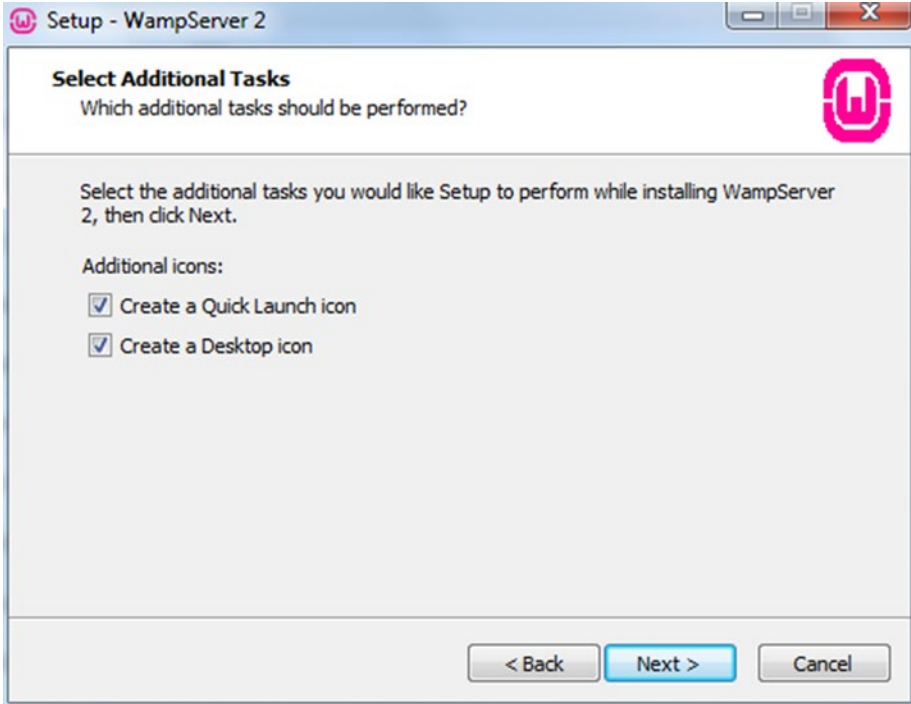 Setup - WampServer 2
Select Additional Tasks
Which additional tasks should be performed?
Select the additional tasks you would like Setup to perform while installing WampServer
2, then click Next.
Additional icons:
Create a Quick Launch icon
Create a Desktop icon
< Back Next > Cancel